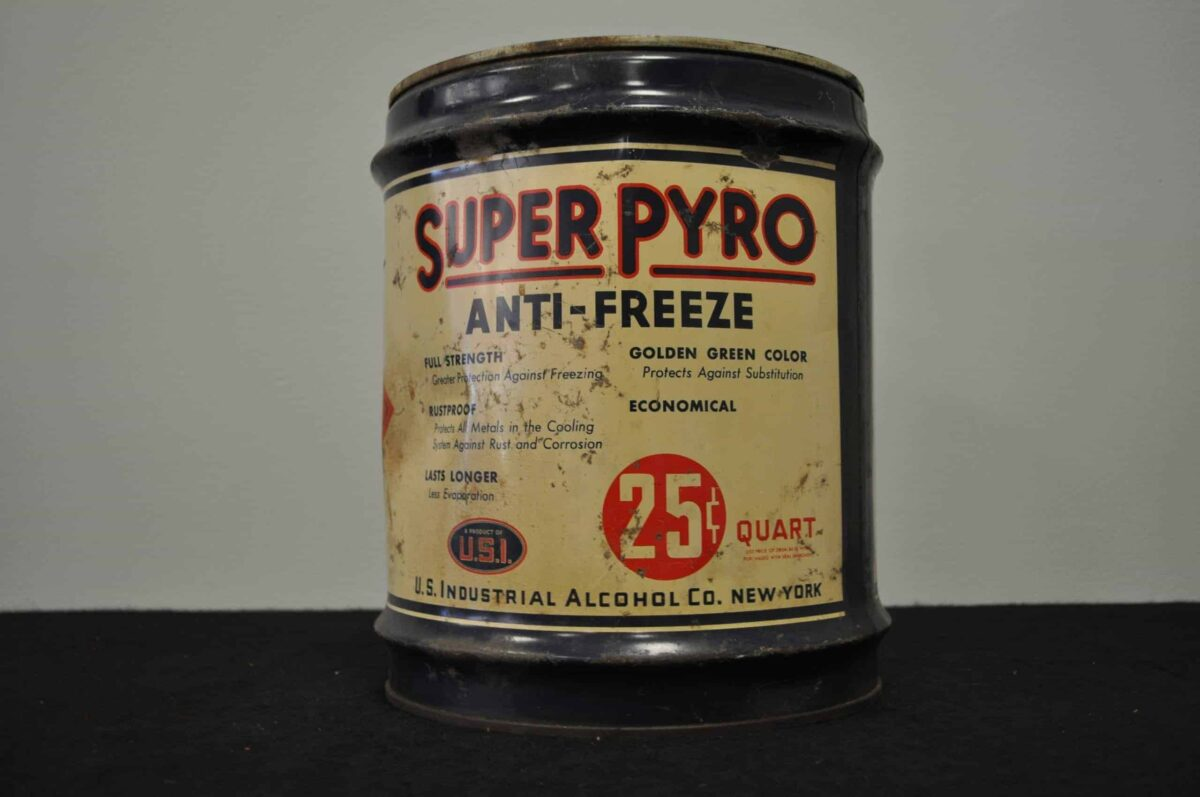 SUPER PYRO
ANTI-FREEZE
FULL STRENGTH
Greater Protection Against Freezing
RUSTPROOF
Protects All Metals in the Cooling
System Against Rust and Corrosion
LASTS LONGER
Less Evaporation
GOLDEN GREEN COLOR
Protects Against Substitution
ECONOMICAL
25¢ QUART
A PRODUCT OF
U.S.I.
U.S. INDUSTRIAL ALCOHOL CO. NEW YORK